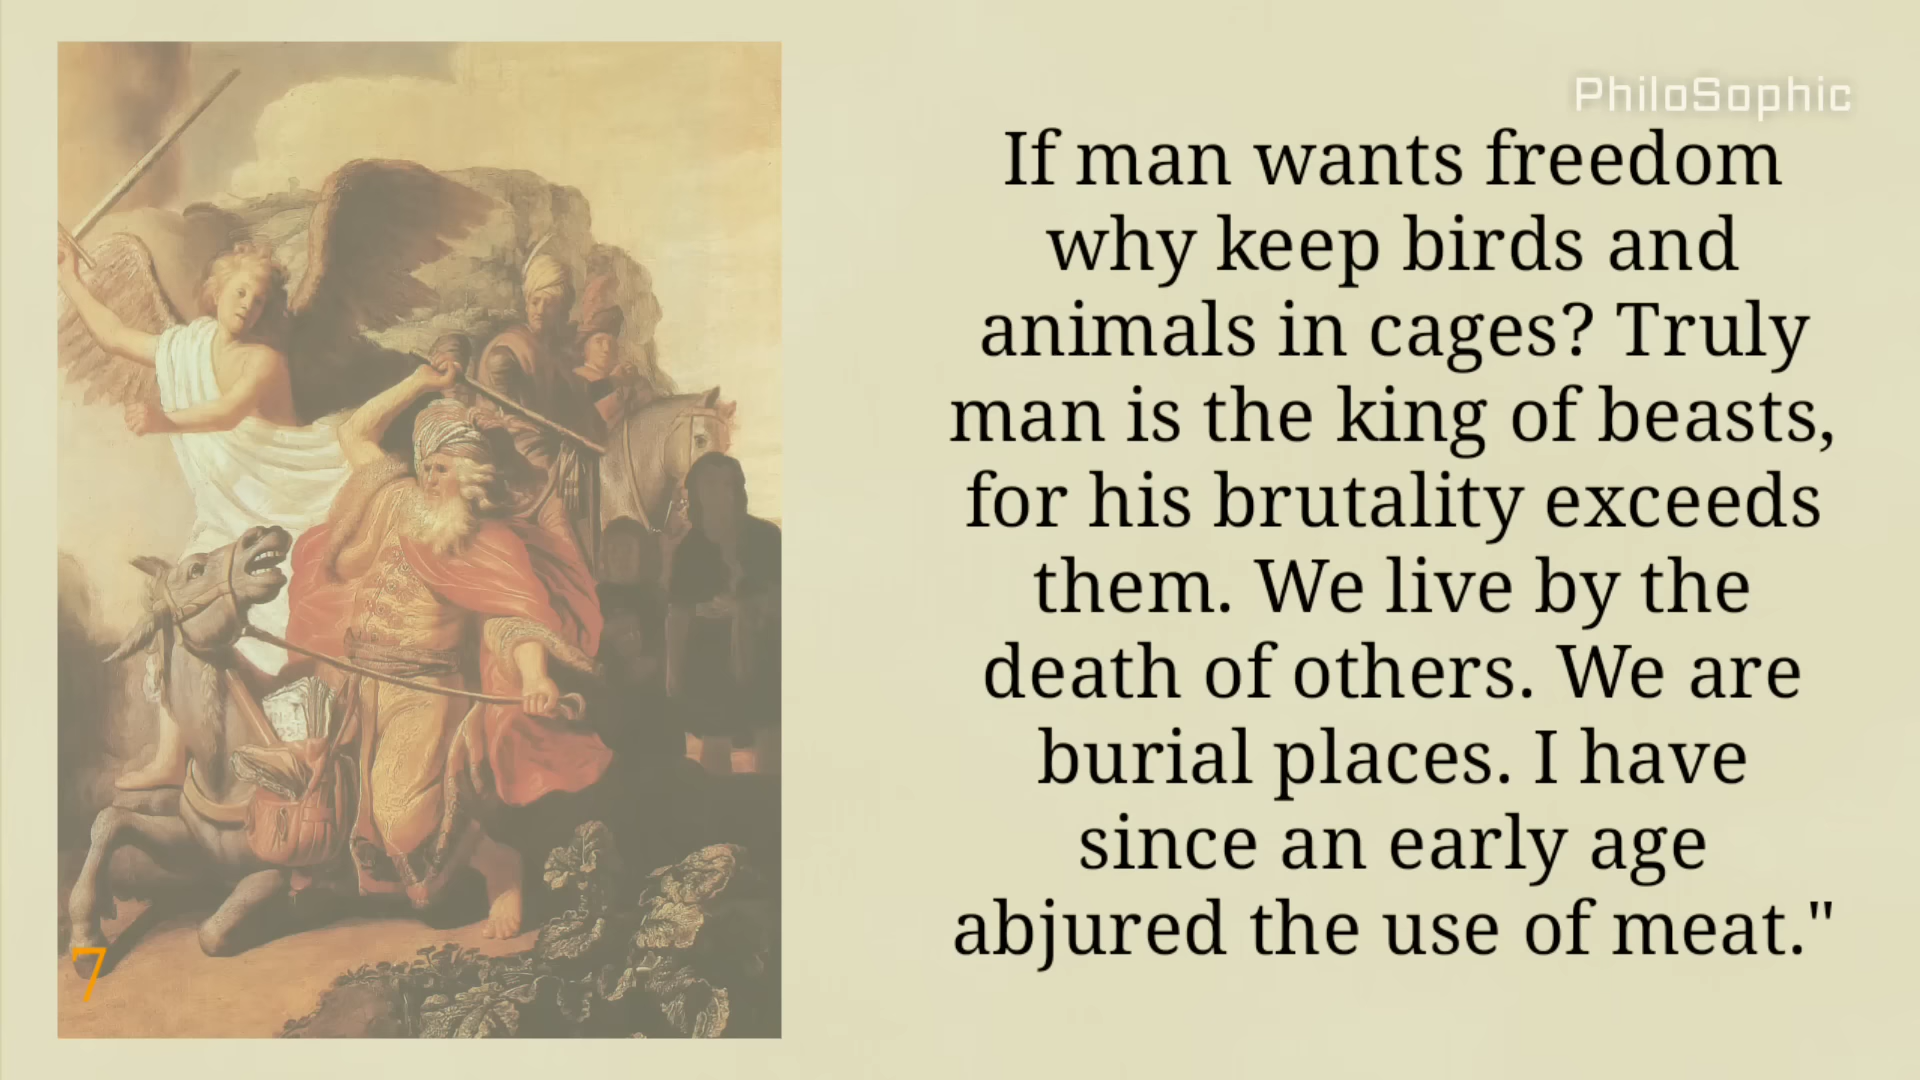 PhiloSophic
If man wants freedom
why keep birds and
animals in cages? Truly
man is the king of beasts,
for his brutality exceeds
them. We live by the
death of others. We are
burial places. I have
since an early age
abjured the use of meat."
7